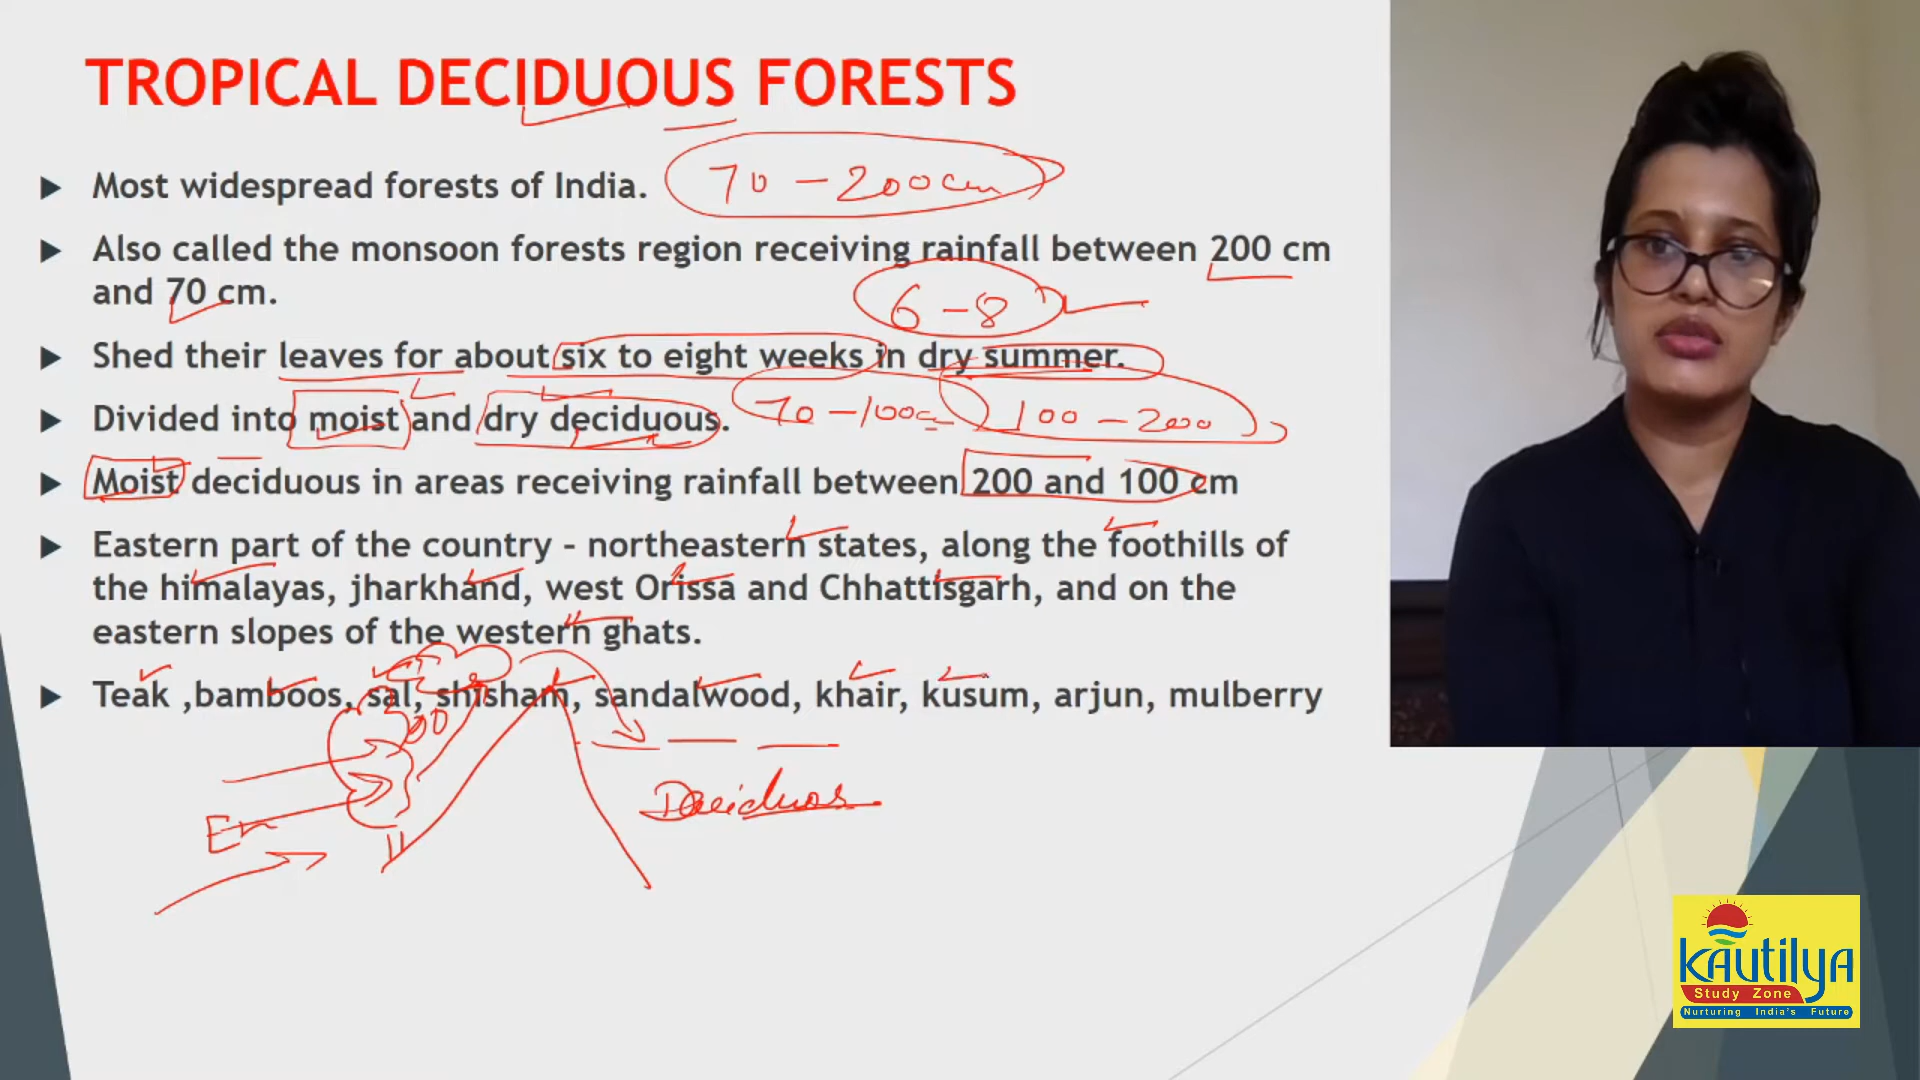 TROPICAL DECIDUOUS FORESTS
Most widespread forests of India.
70 - 200cm
Also called the monsoon forests region receiving rainfall between 200 cm
and 70 cm.
6 - 8
Shed their leaves for about six to eight weeks in dry summer.
Divided into moist and dry deciduous.
70 - 100c
100 - 200
Moist deciduous in areas receiving rainfall between 200 and 100 cm
Eastern part of the country - northeastern states, along the foothills of
the himalayas, jharkhand, west Orissa and Chhattisgarh, and on the
eastern slopes of the western ghats.
Teak ,bamboos, sal, shisham, sandalwood, khair, kusum, arjun, mulberry
Deciduos
Kautilya
Study Zone
Nurturing India's Future